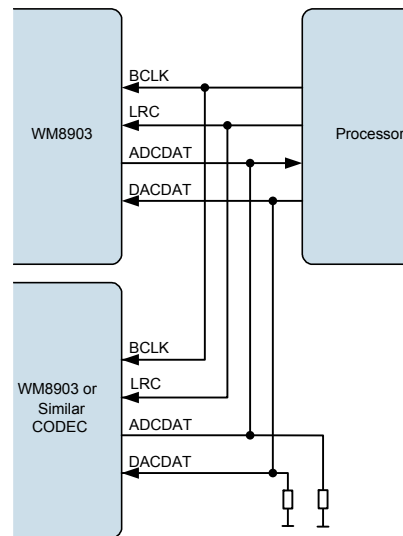 BCLK
LRC
WM8903
Processor
ADCDAT
DACDAT
BCLK
LRC
WM8903 or
Similar
CODEC
ADCDAT
DACDAT